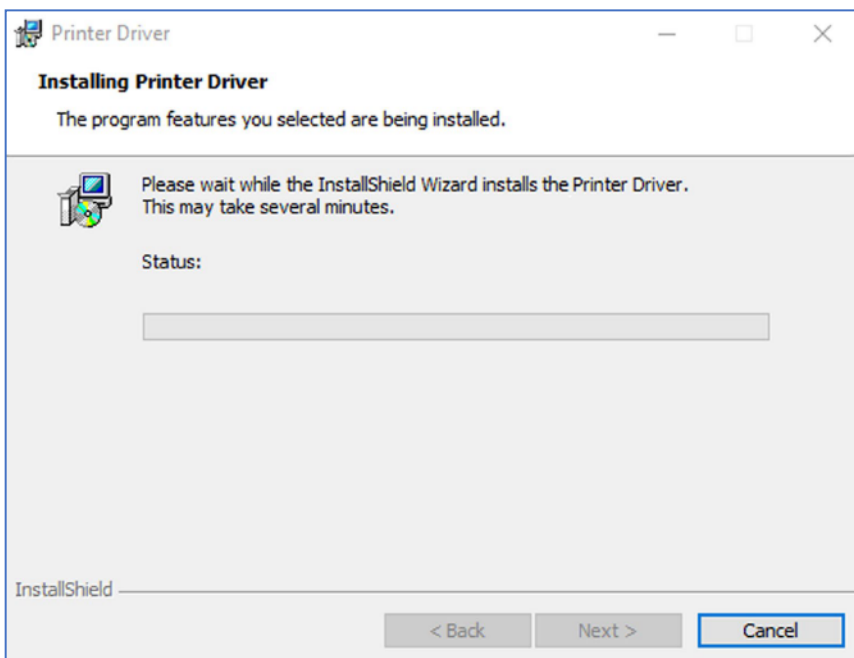 Printer Driver
Installing Printer Driver
The program features you selected are being installed.
Please wait while the InstallShield Wizard installs the Printer Driver.
This may take several minutes.
Status:
InstallShield
< Back Next > Cancel